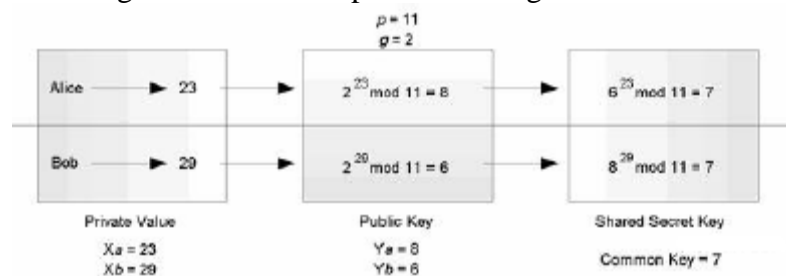 p = 11
g = 2
Alice 23 2^23 mod 11 = 8 6^23 mod 11 = 7
Bob 29 2^29 mod 11 = 6 8^29 mod 11 = 7
Private Value Public Key Shared Secret Key
Xa = 23 Ya = 8 Common Key = 7
Xb = 29 Yb = 6